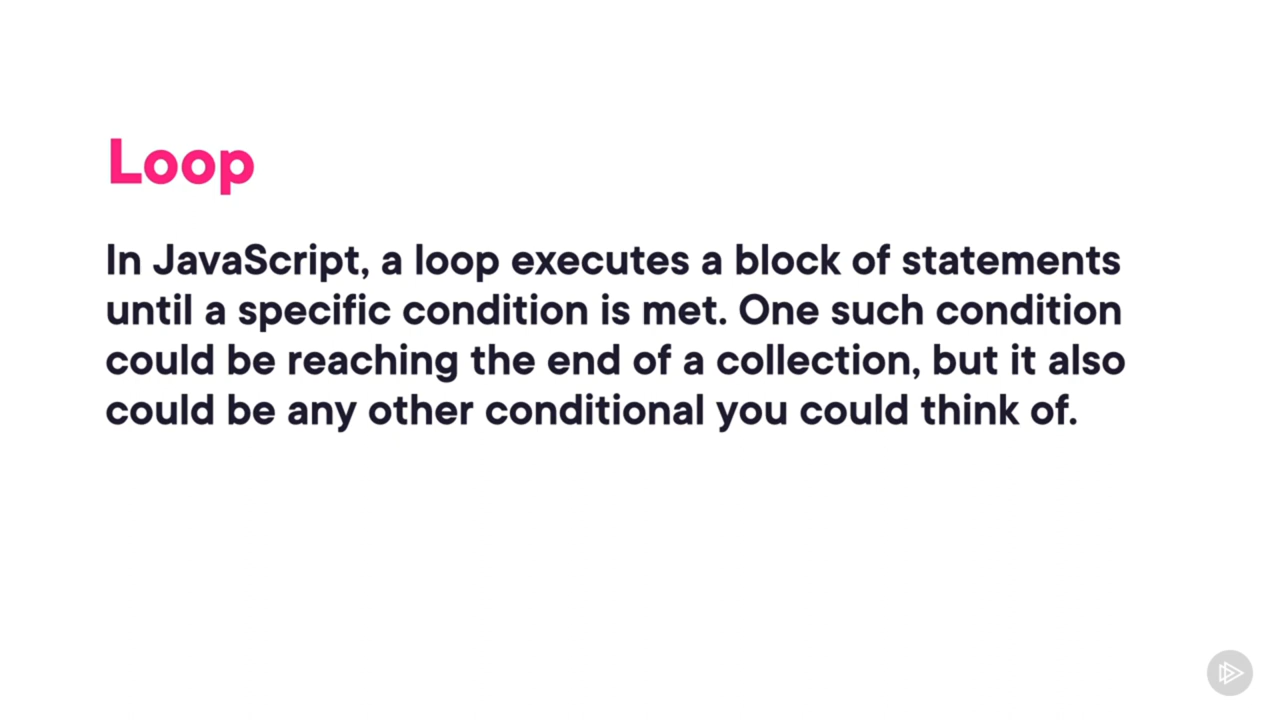 Loop
In JavaScript, a loop executes a block of statements
until a specific condition is met. One such condition
could be reaching the end of a collection, but it also
could be any other conditional you could think of.